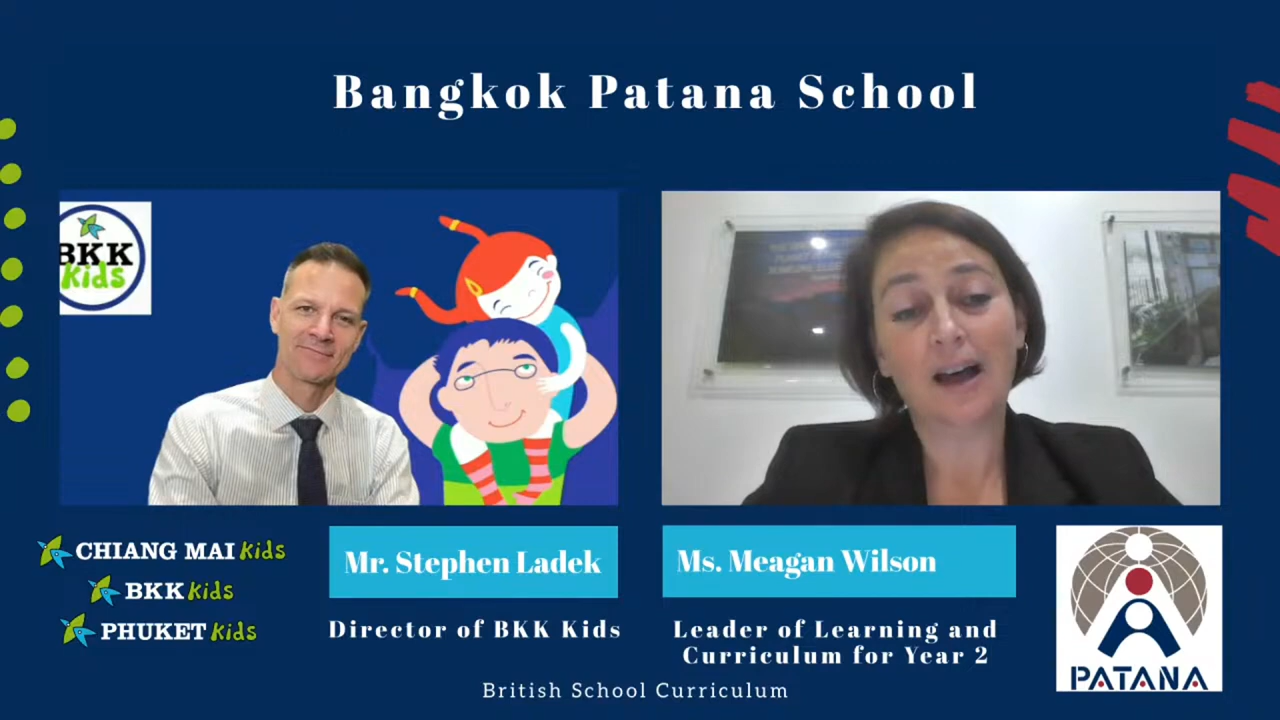 Bangkok Patana School
BKK
kids
Mr. Stephen Ladek
Ms. Meagan Wilson
CHIANG MAI kids
BKK kids
PHUKET kids
Director of BKK Kids
Leader of Learning and
Curriculum for Year 2
PATANA
British School Curriculum